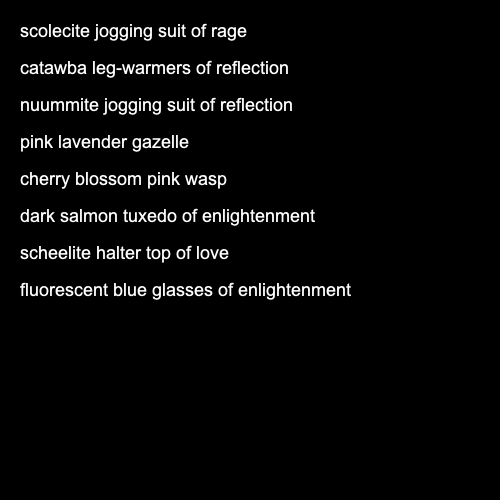 scolecite jogging suit of rage
catawba leg-warmers of reflection
nuummite jogging suit of reflection
pink lavender gazelle
cherry blossom pink wasp
dark salmon tuxedo of enlightenment
scheelite halter top of love
fluorescent blue glasses of enlightenment